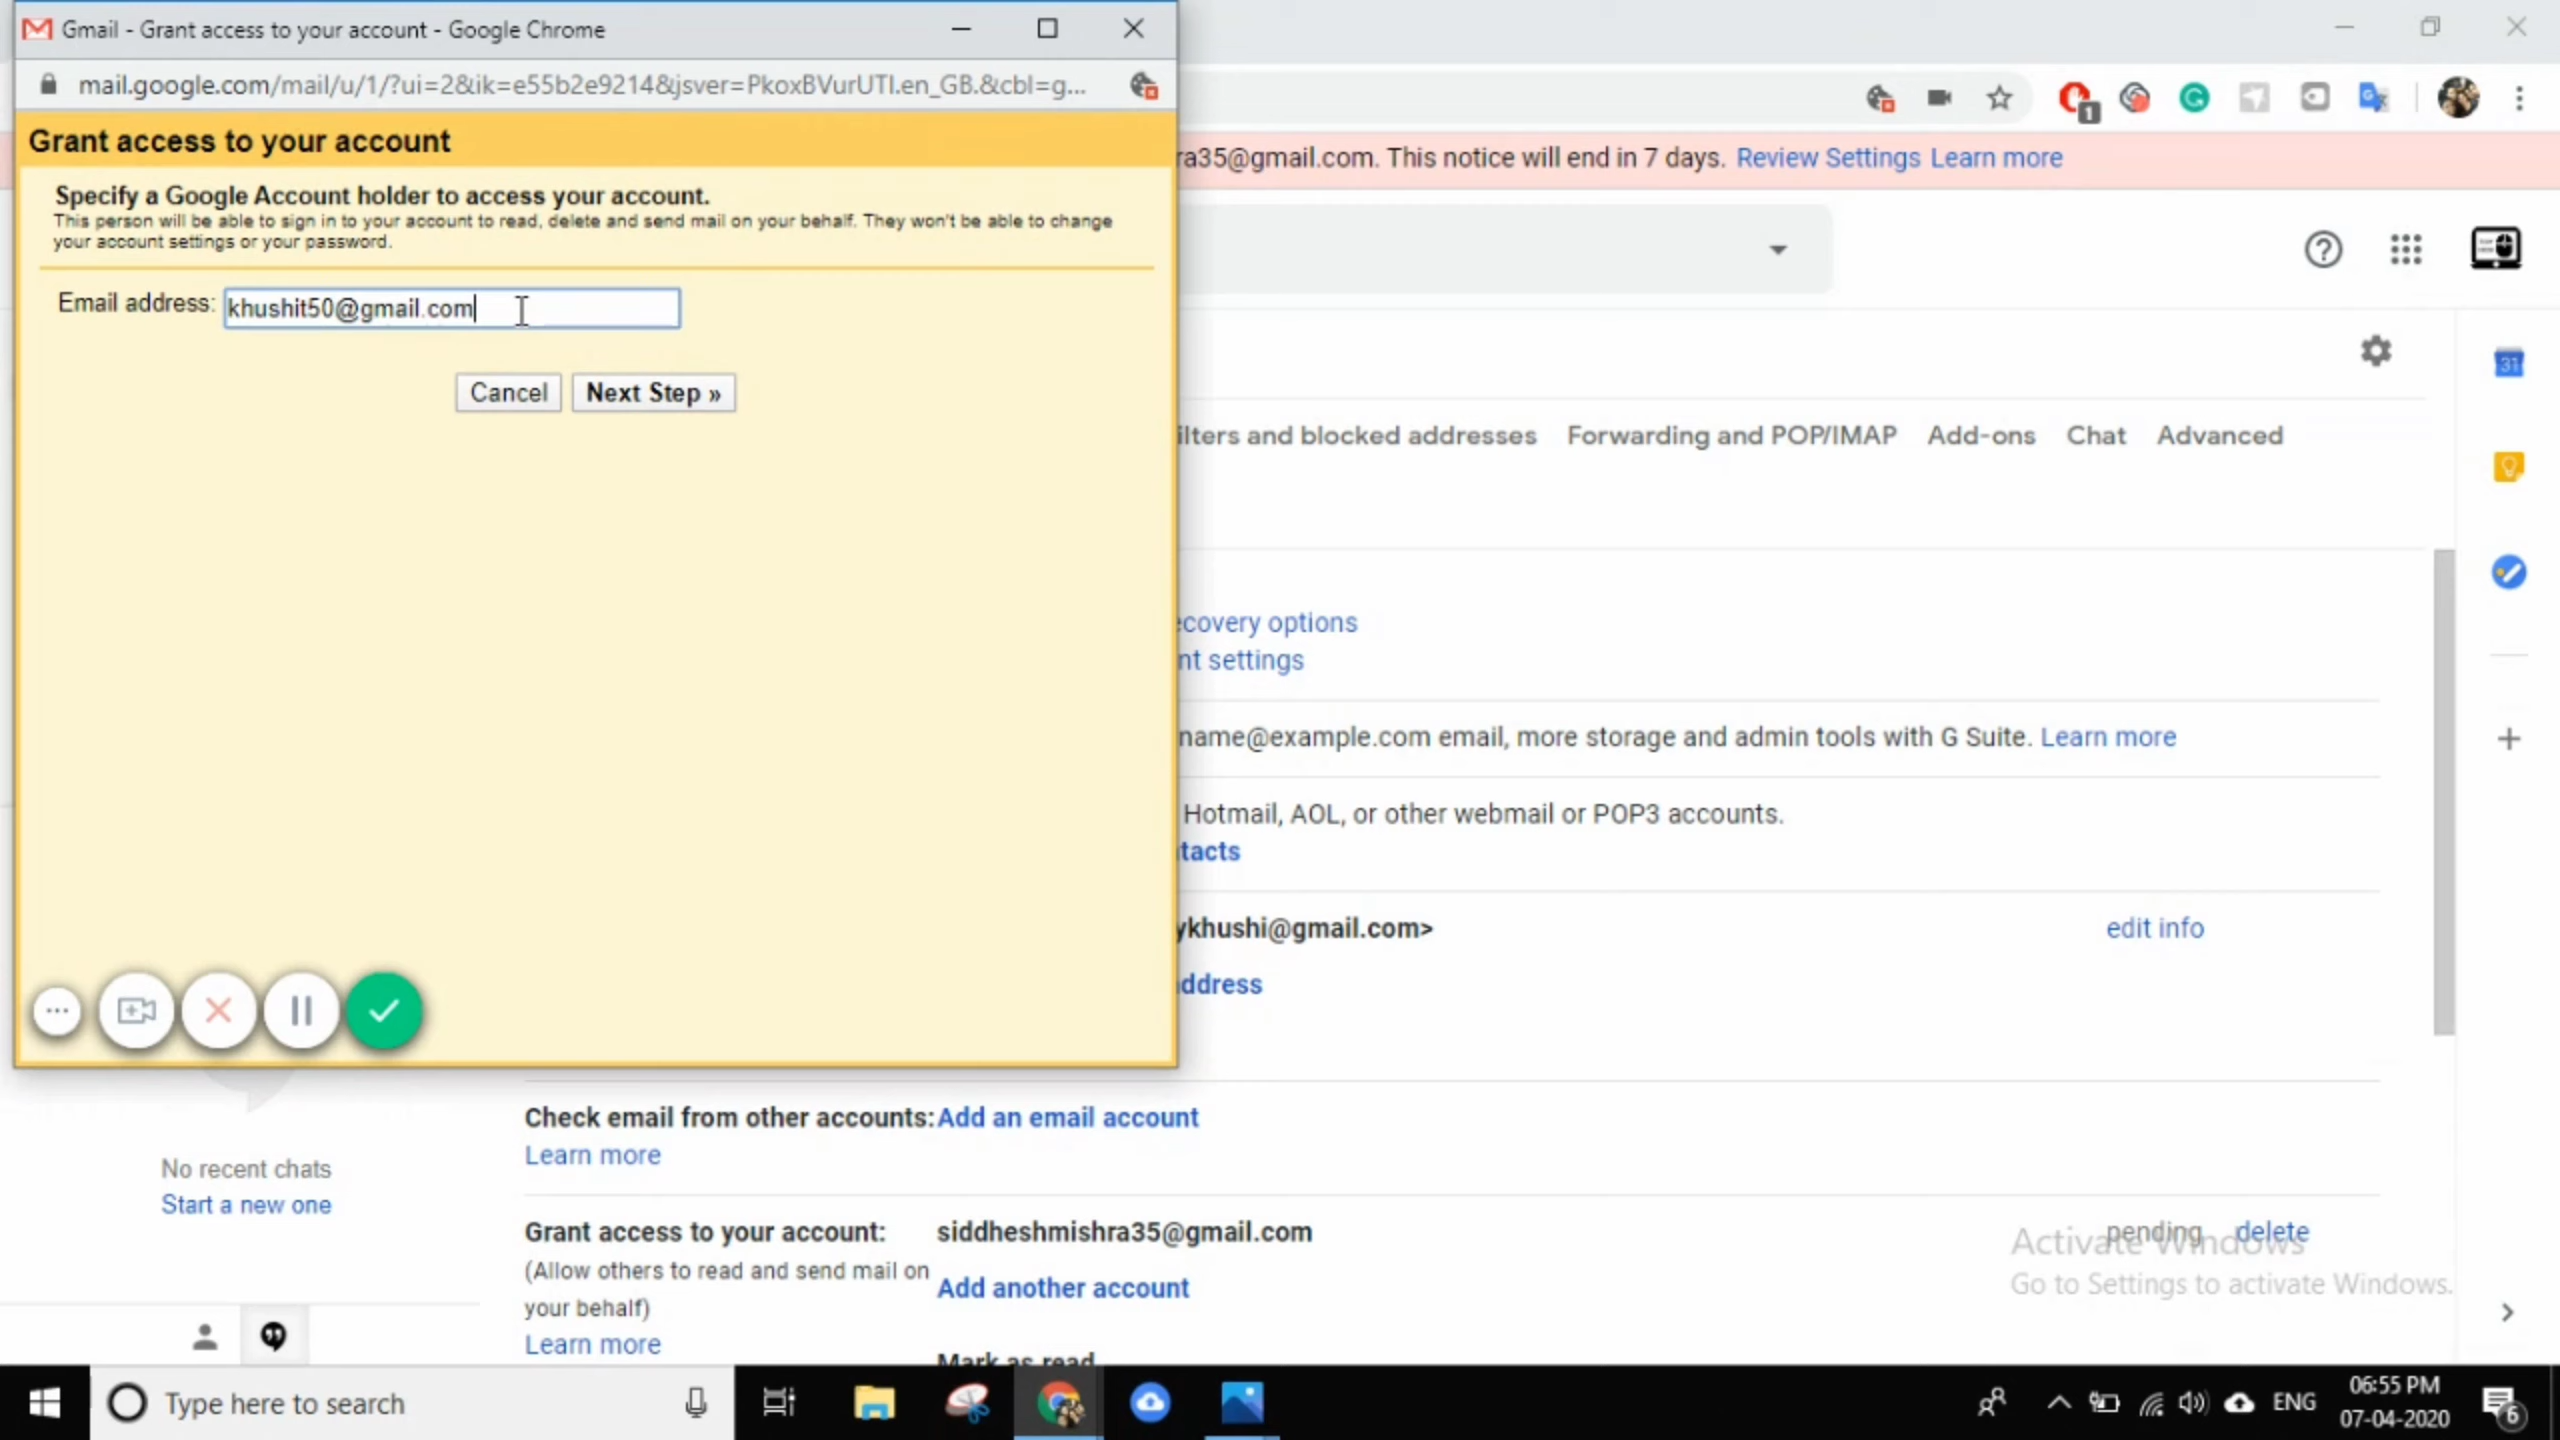 Gmail - Grant access to your account - Google Chrome
mail.google.com/mail/u/1/?ui=2&ik=e55b2e9214&jsver=PkoxBVurUTI.en_GB.&cbl=g...
Grant access to your account
Specify a Google Account holder to access your account.
This person will be able to sign in to your account to read, delete and send mail on your behalf. They won't be able to change
your account settings or your password.
Email address: khushit50@gmail.com
Cancel Next Step »
1
ra35@gmail.com. This notice will end in 7 days. Review Settings Learn more
ilters and blocked addresses Forwarding and POP/IMAP Add-ons Chat Advanced
31
ecovery options
nt settings
name@example.com email, more storage and admin tools with G Suite. Learn more
Hotmail, AOL, or other webmail or POP3 accounts.
tacts
ykhushi@gmail.com> edit info
ddress
Check email from other accounts: Add an email account
Learn more
No recent chats
Start a new one
Grant access to your account: siddheshmishra35@gmail.com pending delete
(Allow others to read and send mail on
your behalf)
Add another account
Learn more
Mark as read
Activate Windows
Go to Settings to activate Windows.
Type here to search
ENG
06:55 PM
07-04-2020
6